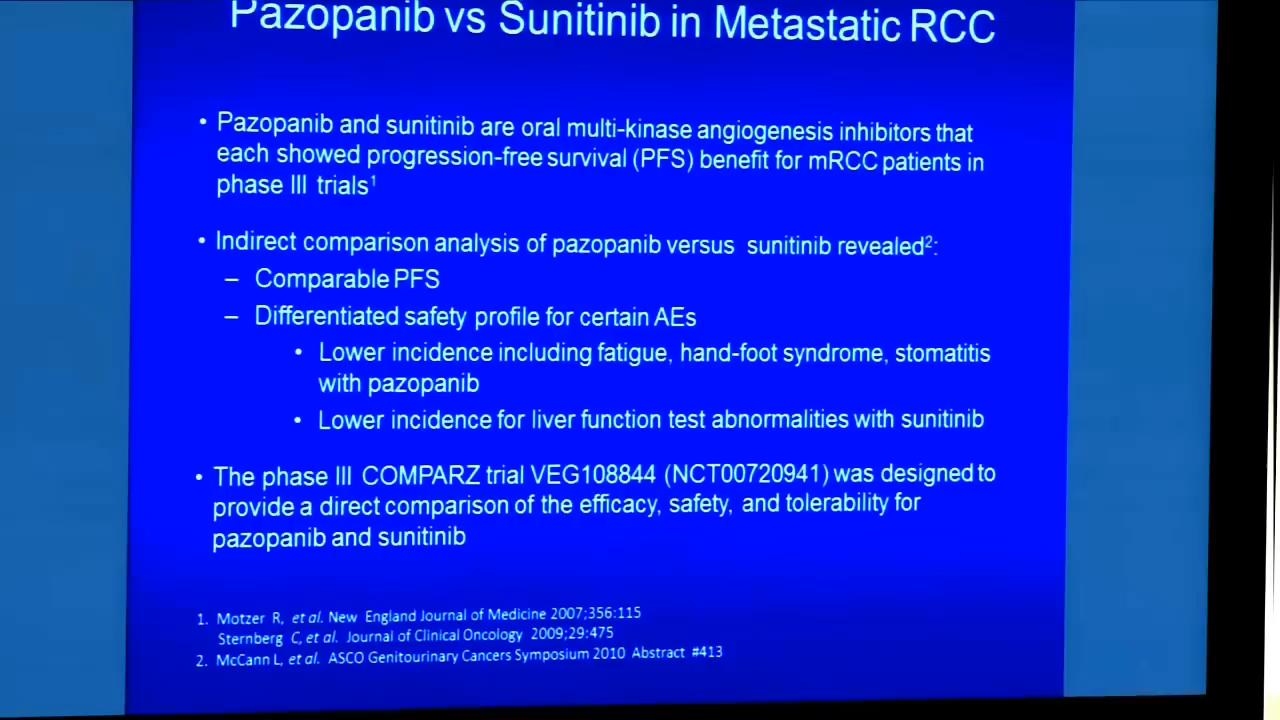 Pazopanib vs Sunitinib in Metastatic RCC
• Pazopanib and sunitinib are oral multi-kinase angiogenesis inhibitors that
each showed progression-free survival (PFS) benefit for mRCC patients in
phase III trials¹
• Indirect comparison analysis of pazopanib versus sunitinib revealed²:
– Comparable PFS
– Differentiated safety profile for certain AEs
• Lower incidence including fatigue, hand-foot syndrome, stomatitis
with pazopanib
• Lower incidence for liver function test abnormalities with sunitinib
• The phase III COMPARZ trial VEG108844 (NCT00720941) was designed to
provide a direct comparison of the efficacy, safety, and tolerability for
pazopanib and sunitinib
1. Motzer R, et al. New England Journal of Medicine 2007;356:115
Sternberg C, et al. Journal of Clinical Oncology 2009;29:475
2. McCann L, et al. ASCO Genitourinary Cancers Symposium 2010 Abstract #413